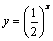 y = (1/2)^x